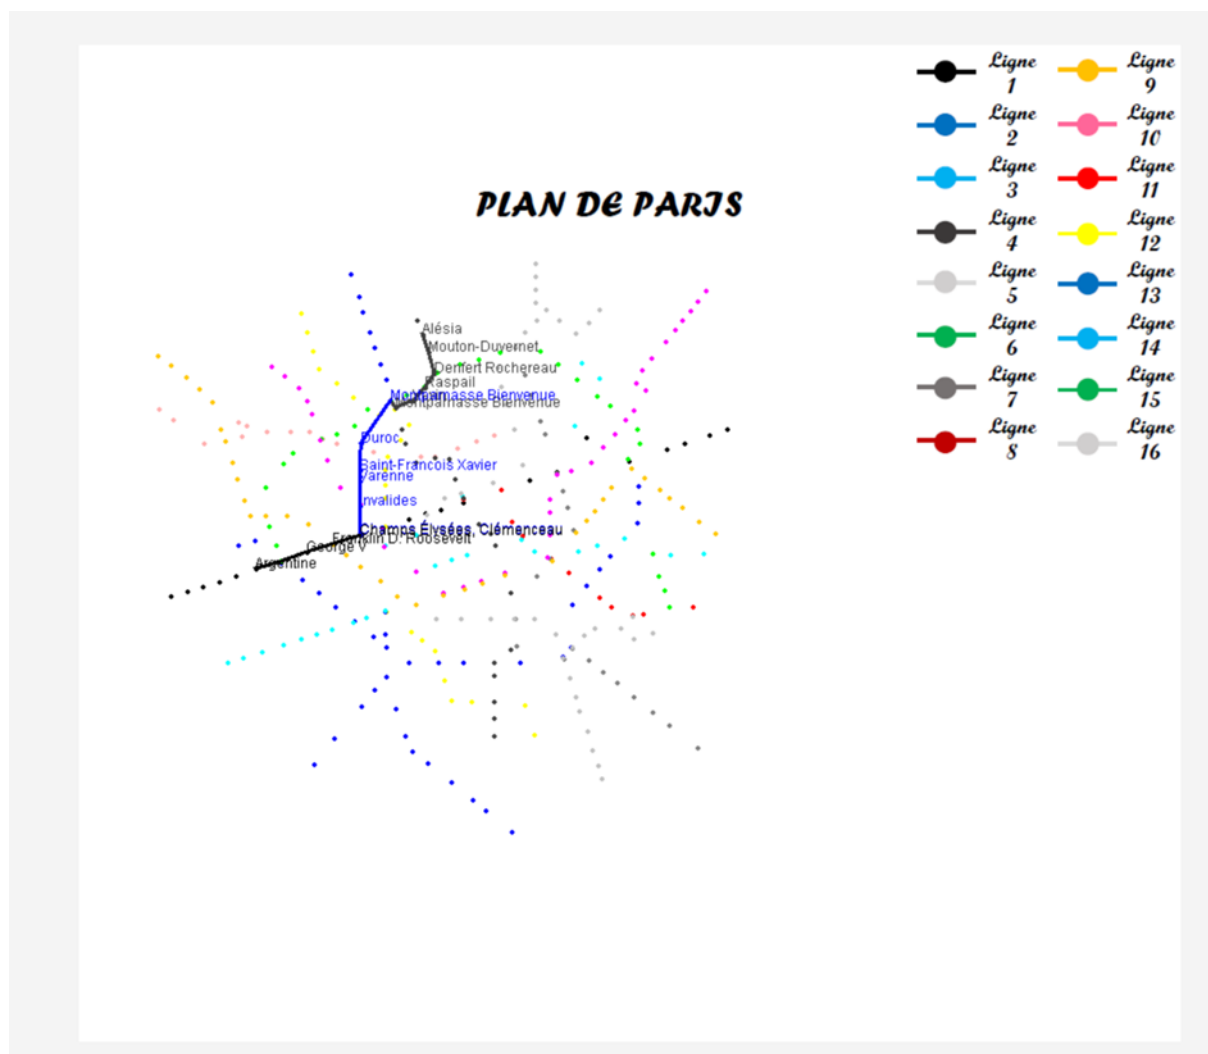 Ligne
1
Ligne
9
Ligne
2
Ligne
10
Ligne
3
Ligne
11
Ligne
4
Ligne
12
Ligne
5
Ligne
13
Ligne
6
Ligne
14
Ligne
7
Ligne
15
Ligne
8
Ligne
16
PLAN DE PARIS
Alésia
Mouton-Duvernet
Denfert Rochereau
Raspail
Montparnasse Bienvenue
Montparnasse Bienvenue
Duroc
Saint-Francois Xavier
Varenne
Invalides
Champs Élysées, Clémenceau
Franklin D. Roosevelt
George V
Argentine